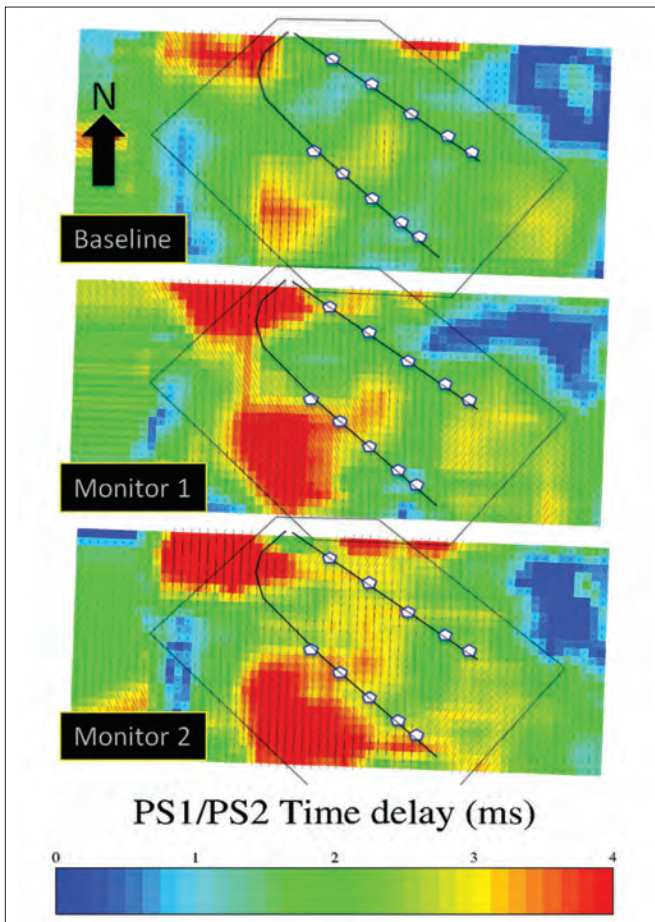 N
Baseline
Monitor 1
Monitor 2
PS1/PS2 Time delay (ms)
0 1 2 3 4